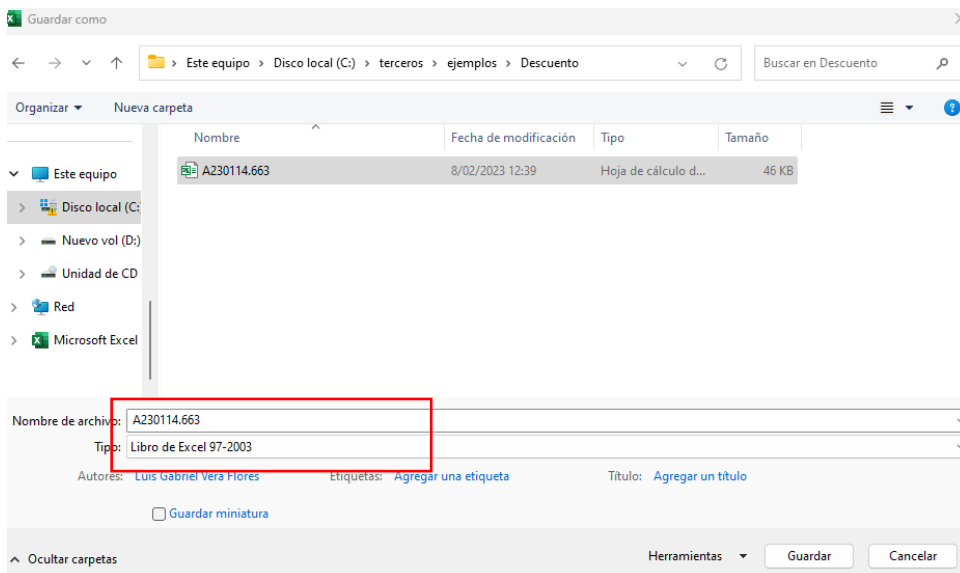 Guardar como
Este equipo > Disco local (C:) > terceros > ejemplos > Descuento
Buscar en Descuento
Organizar Nueva carpeta
Nombre Fecha de modificación Tipo Tamaño
A230114.663 8/02/2023 12:39 Hoja de cálculo d... 46 KB
Este equipo
Disco local (C:
Nuevo vol (D:)
Unidad de CD
Red
Microsoft Excel
Nombre de archivo: A230114.663
Tipo: Libro de Excel 97-2003
Autores: Luis Gabriel Vera Flores Etiquetas: Agregar una etiqueta Título: Agregar un título
Guardar miniatura
Ocultar carpetas Herramientas Guardar Cancelar